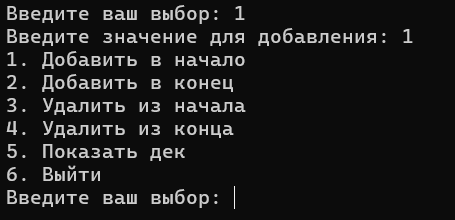 Введите ваш выбор: 1
Введите значение для добавления: 1
1. Добавить в начало
2. Добавить в конец
3. Удалить из начала
4. Удалить из конца
5. Показать дек
6. Выйти
Введите ваш выбор: